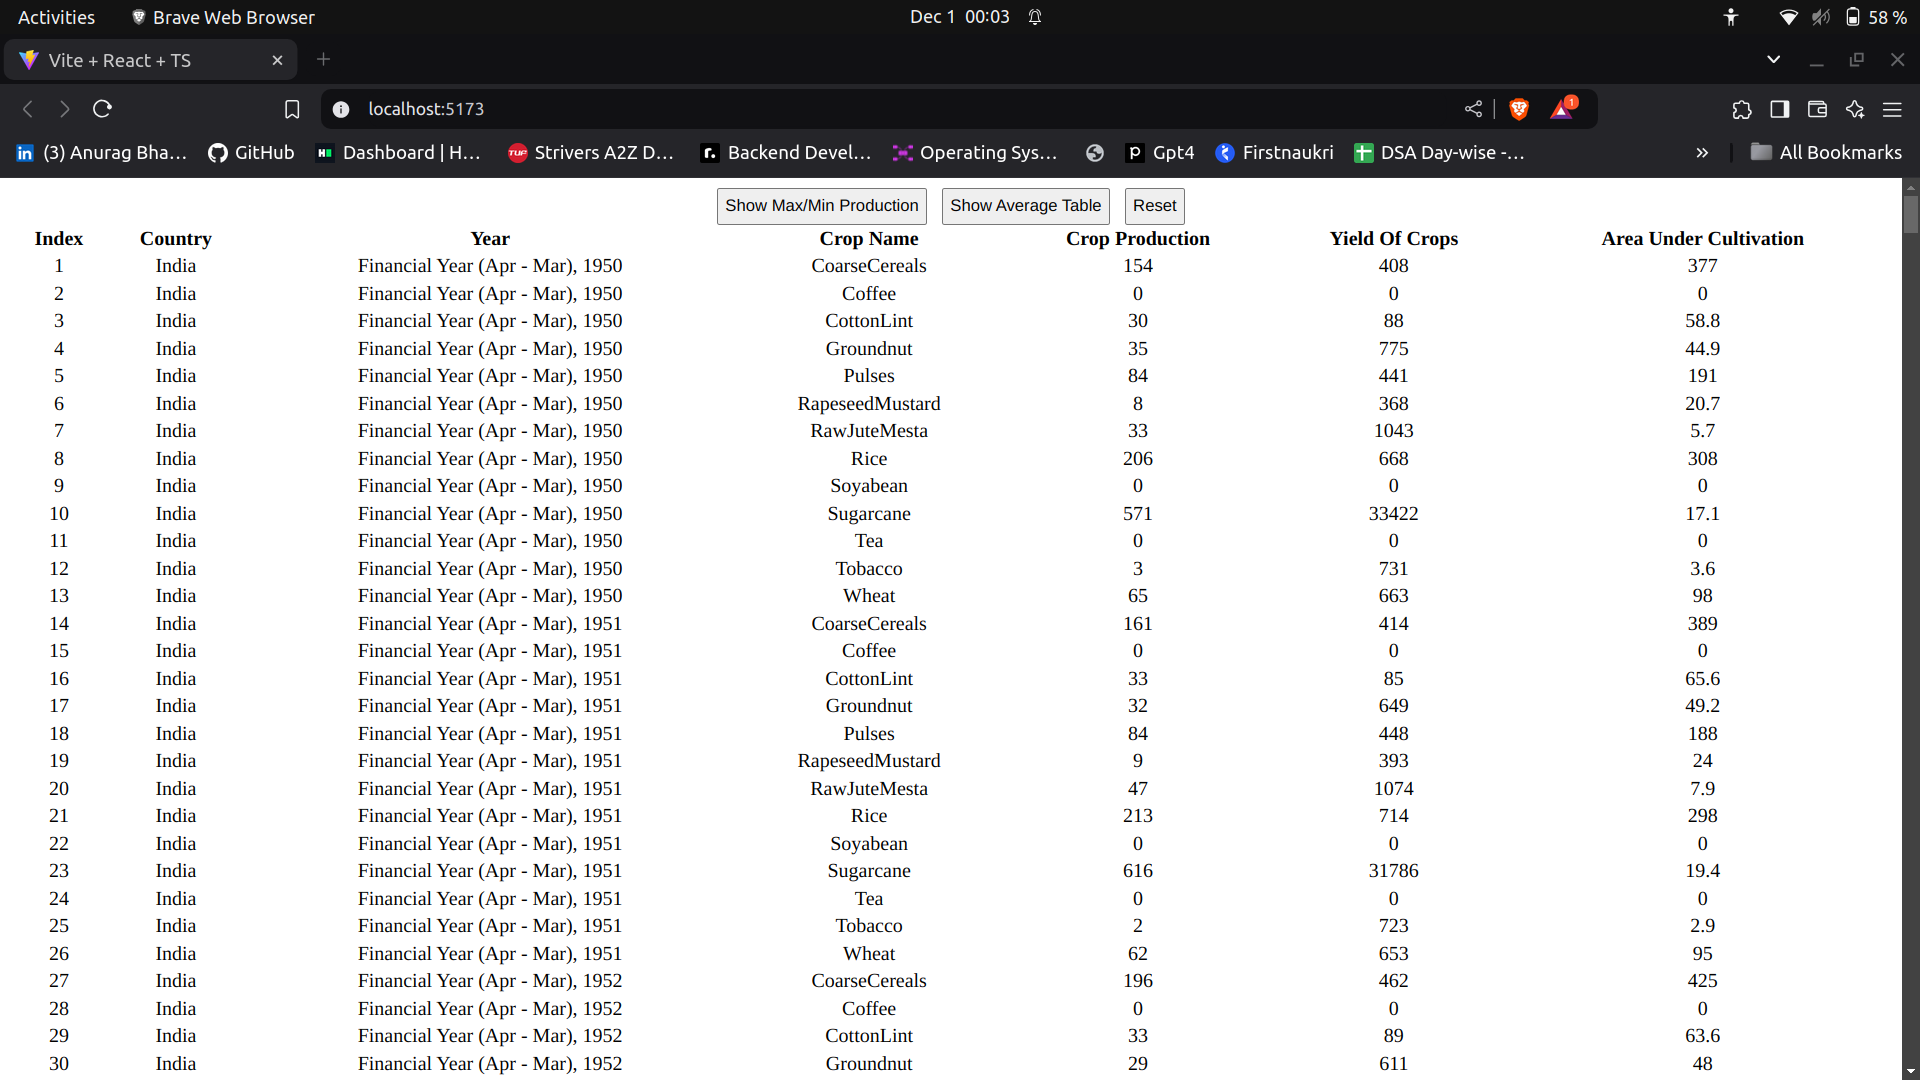 Activities Brave Web Browser Dec 1 00:03 58 %
Vite + React + TS
localhost:5173 1
(3) Anurag Bha... GitHub Dashboard | H... Strivers A2Z D... Backend Devel... Operating Sys... Gpt4 Firstnaukri DSA Day-wise -... » All Bookmarks
Show Max/Min Production Show Average Table Reset
Index Country Year Crop Name Crop Production Yield Of Crops Area Under Cultivation
1 India Financial Year (Apr - Mar), 1950 CoarseCereals 154 408 377
2 India Financial Year (Apr - Mar), 1950 Coffee 0 0 0
3 India Financial Year (Apr - Mar), 1950 CottonLint 30 88 58.8
4 India Financial Year (Apr - Mar), 1950 Groundnut 35 775 44.9
5 India Financial Year (Apr - Mar), 1950 Pulses 84 441 191
6 India Financial Year (Apr - Mar), 1950 RapeseedMustard 8 368 20.7
7 India Financial Year (Apr - Mar), 1950 RawJuteMesta 33 1043 5.7
8 India Financial Year (Apr - Mar), 1950 Rice 206 668 308
9 India Financial Year (Apr - Mar), 1950 Soyabean 0 0 0
10 India Financial Year (Apr - Mar), 1950 Sugarcane 571 33422 17.1
11 India Financial Year (Apr - Mar), 1950 Tea 0 0 0
12 India Financial Year (Apr - Mar), 1950 Tobacco 3 731 3.6
13 India Financial Year (Apr - Mar), 1950 Wheat 65 663 98
14 India Financial Year (Apr - Mar), 1951 CoarseCereals 161 414 389
15 India Financial Year (Apr - Mar), 1951 Coffee 0 0 0
16 India Financial Year (Apr - Mar), 1951 CottonLint 33 85 65.6
17 India Financial Year (Apr - Mar), 1951 Groundnut 32 649 49.2
18 India Financial Year (Apr - Mar), 1951 Pulses 84 448 188
19 India Financial Year (Apr - Mar), 1951 RapeseedMustard 9 393 24
20 India Financial Year (Apr - Mar), 1951 RawJuteMesta 47 1074 7.9
21 India Financial Year (Apr - Mar), 1951 Rice 213 714 298
22 India Financial Year (Apr - Mar), 1951 Soyabean 0 0 0
23 India Financial Year (Apr - Mar), 1951 Sugarcane 616 31786 19.4
24 India Financial Year (Apr - Mar), 1951 Tea 0 0 0
25 India Financial Year (Apr - Mar), 1951 Tobacco 2 723 2.9
26 India Financial Year (Apr - Mar), 1951 Wheat 62 653 95
27 India Financial Year (Apr - Mar), 1952 CoarseCereals 196 462 425
28 India Financial Year (Apr - Mar), 1952 Coffee 0 0 0
29 India Financial Year (Apr - Mar), 1952 CottonLint 33 89 63.6
30 India Financial Year (Apr - Mar), 1952 Groundnut 29 611 48